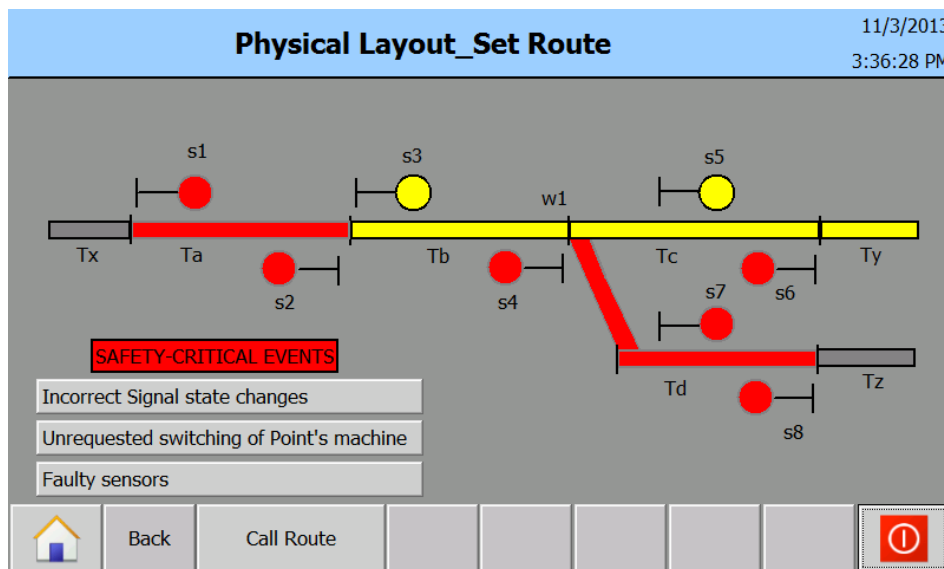 Physical Layout_Set Route
11/3/2013
3:36:28 PM
s1
s3
s5
w1
Tx
Ta
Tb
Tc
Ty
s2
s4
s7
s6
SAFETY-CRITICAL EVENTS
Td
Tz
Incorrect Signal state changes
s8
Unrequested switching of Point's machine
Faulty sensors
Back
Call Route